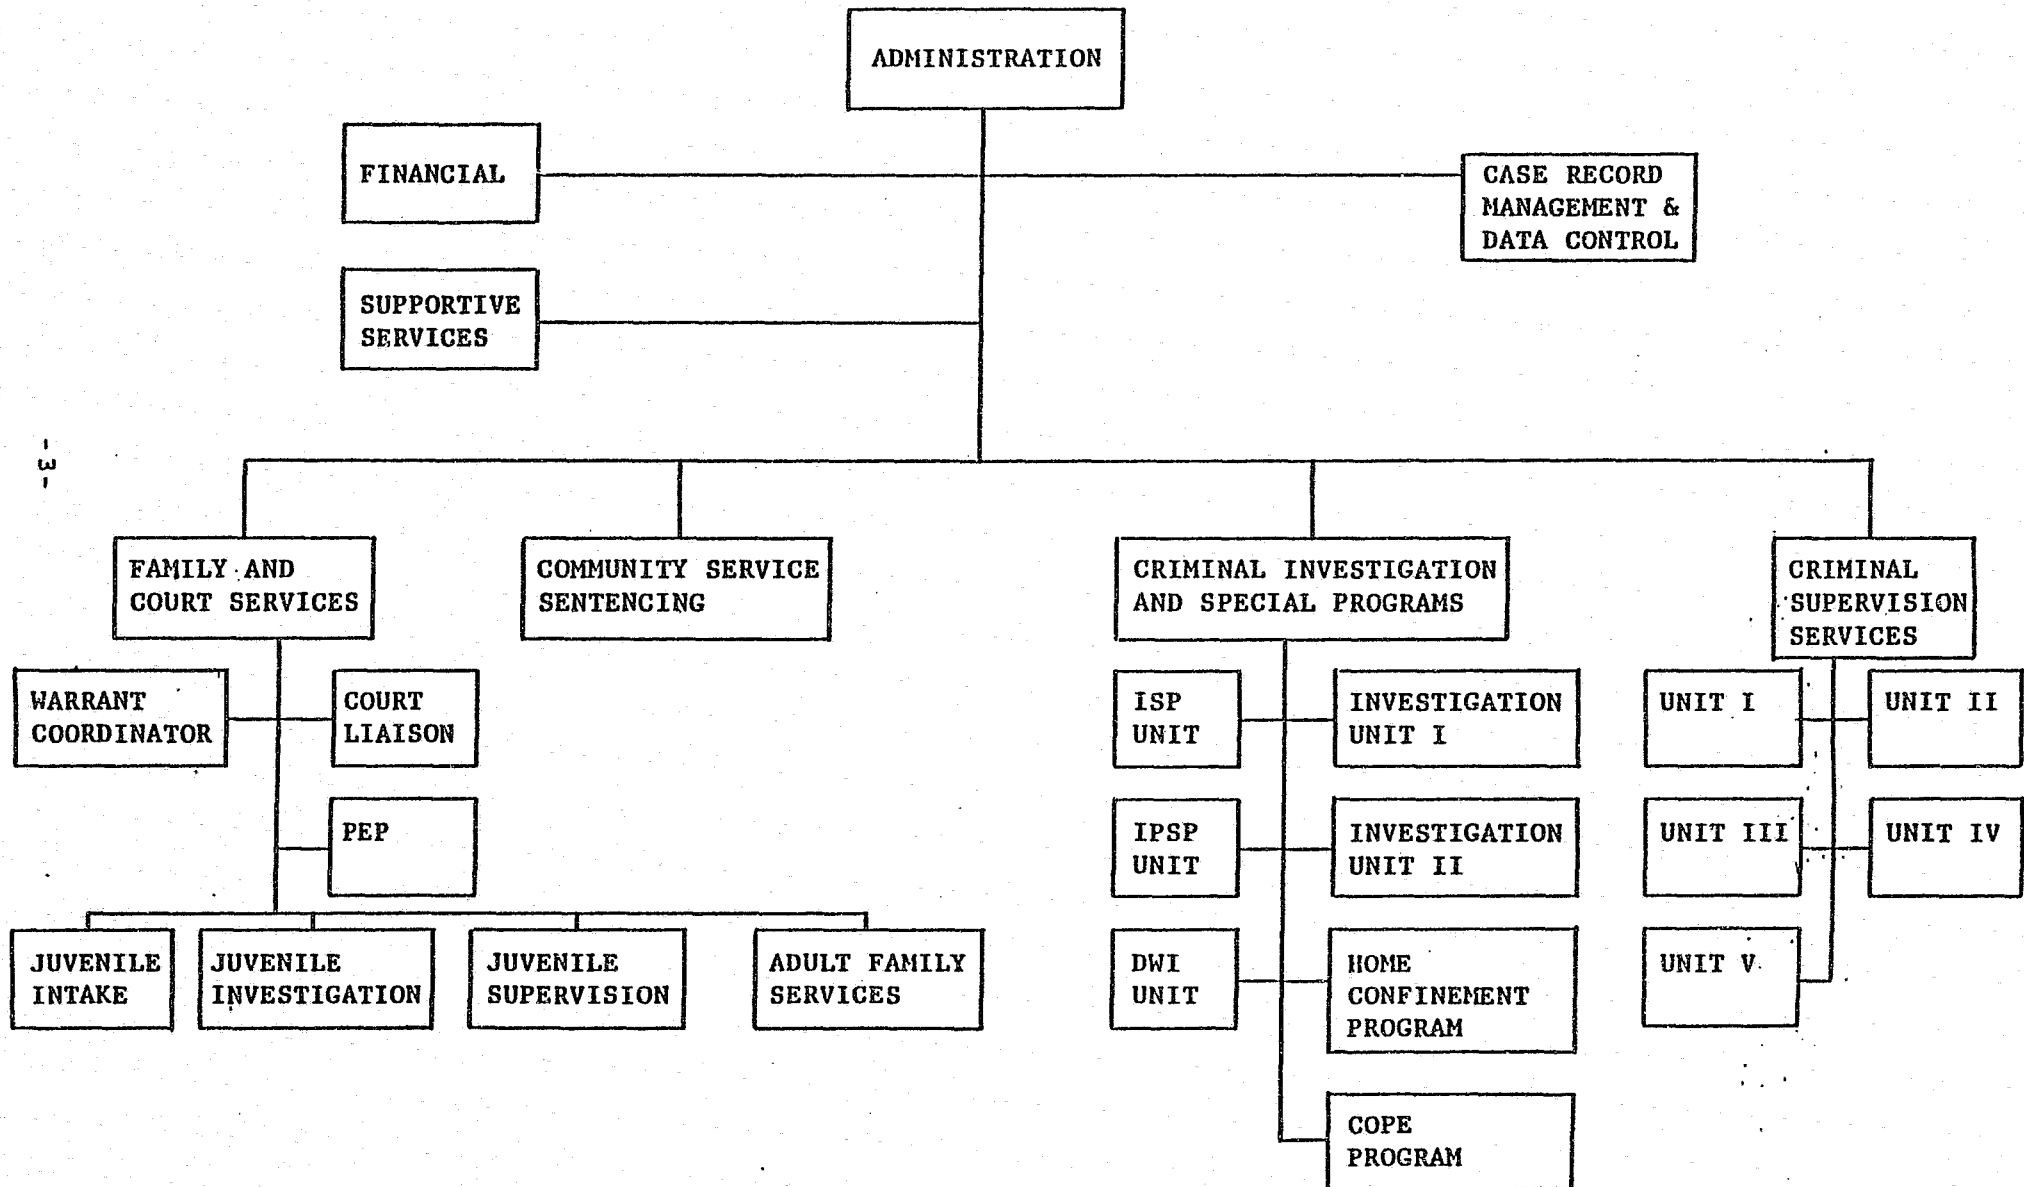 ADMINISTRATION
FINANCIAL
CASE RECORD
MANAGEMENT &
DATA CONTROL
SUPPORTIVE
SERVICES
- 3 -
FAMILY AND
COURT SERVICES
COMMUNITY SERVICE
SENTENCING
CRIMINAL INVESTIGATION
AND SPECIAL PROGRAMS
CRIMINAL
SUPERVISION
SERVICES
WARRANT
COORDINATOR
COURT
LIAISON
ISP
UNIT
INVESTIGATION
UNIT I
UNIT I
UNIT II
PEP
IPSP
UNIT
INVESTIGATION
UNIT II
UNIT III
UNIT IV
JUVENILE
INTAKE
JUVENILE
INVESTIGATION
JUVENILE
SUPERVISION
ADULT FAMILY
SERVICES
DWI
UNIT
HOME
CONFINEMENT
PROGRAM
UNIT V
COPE
PROGRAM